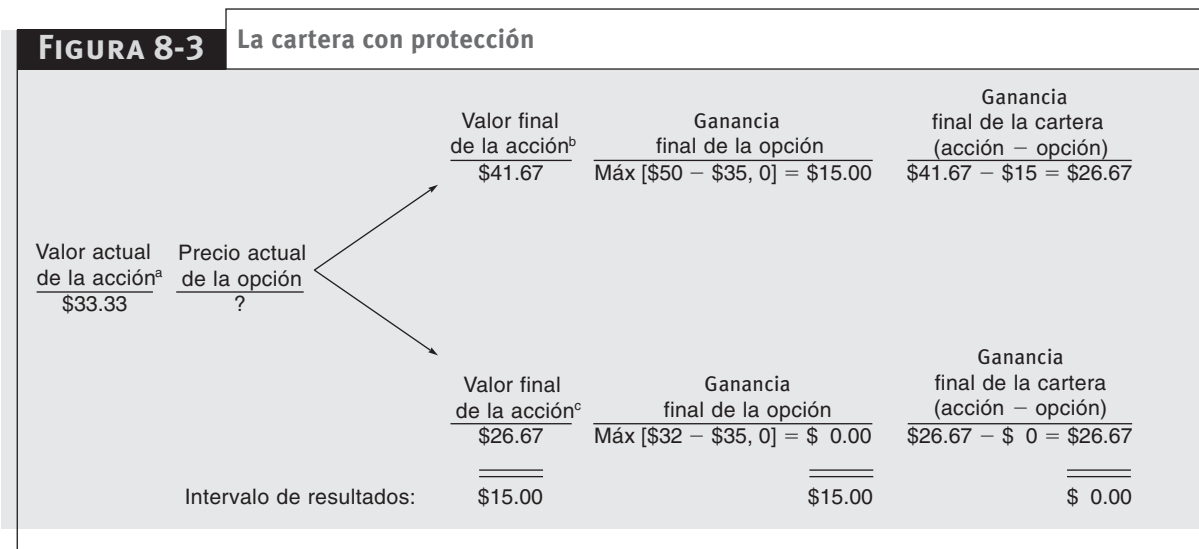 FIGURA 8-3
La cartera con protección
Valor final
de la acciónᵇ
$41.67
Ganancia
final de la opción
Máx [$50 − $35, 0] = $15.00
Ganancia
final de la cartera
(acción − opción)
$41.67 − $15 = $26.67
Valor actual
de la acciónᵃ
$33.33
Precio actual
de la opción
?
Valor final
de la acciónᶜ
$26.67
Ganancia
final de la opción
Máx [$32 − $35, 0] = $ 0.00
Ganancia
final de la cartera
(acción − opción)
$26.67 − $ 0 = $26.67
Intervalo de resultados: $15.00 $15.00 $ 0.00